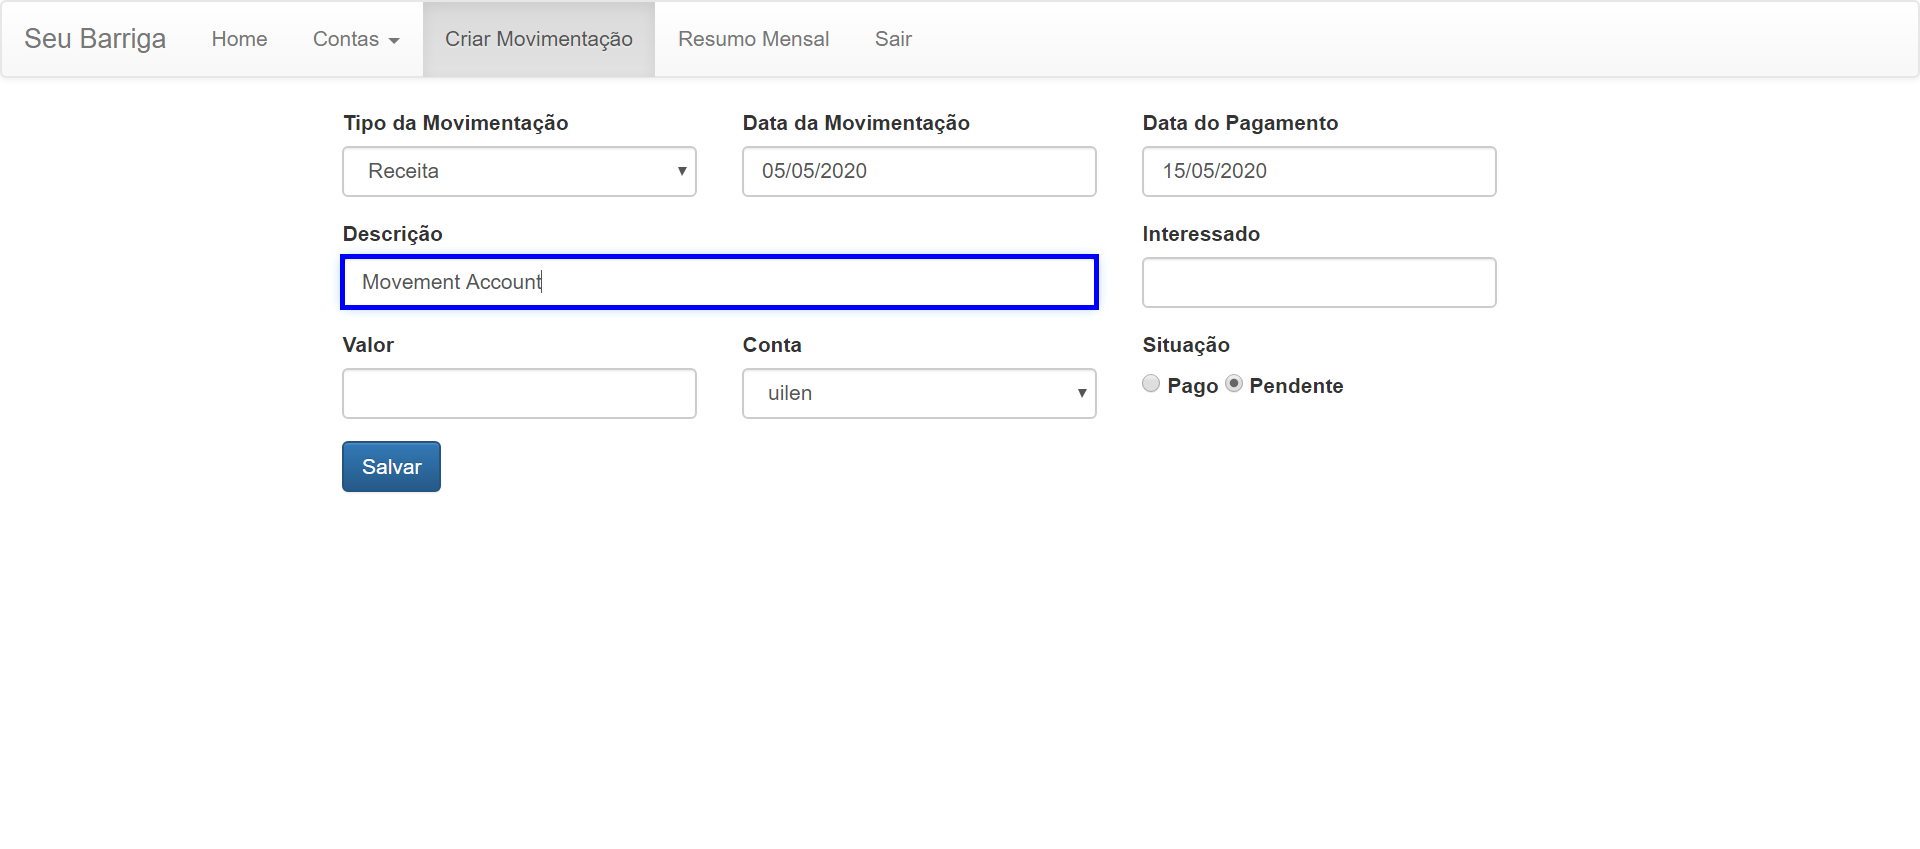 Seu Barriga Home Contas Criar Movimentação Resumo Mensal Sair
Tipo da Movimentação Data da Movimentação Data do Pagamento
Receita 05/05/2020 15/05/2020
Descrição Interessado
Movement Account
Valor Conta Situação
uilen Pago Pendente
Salvar